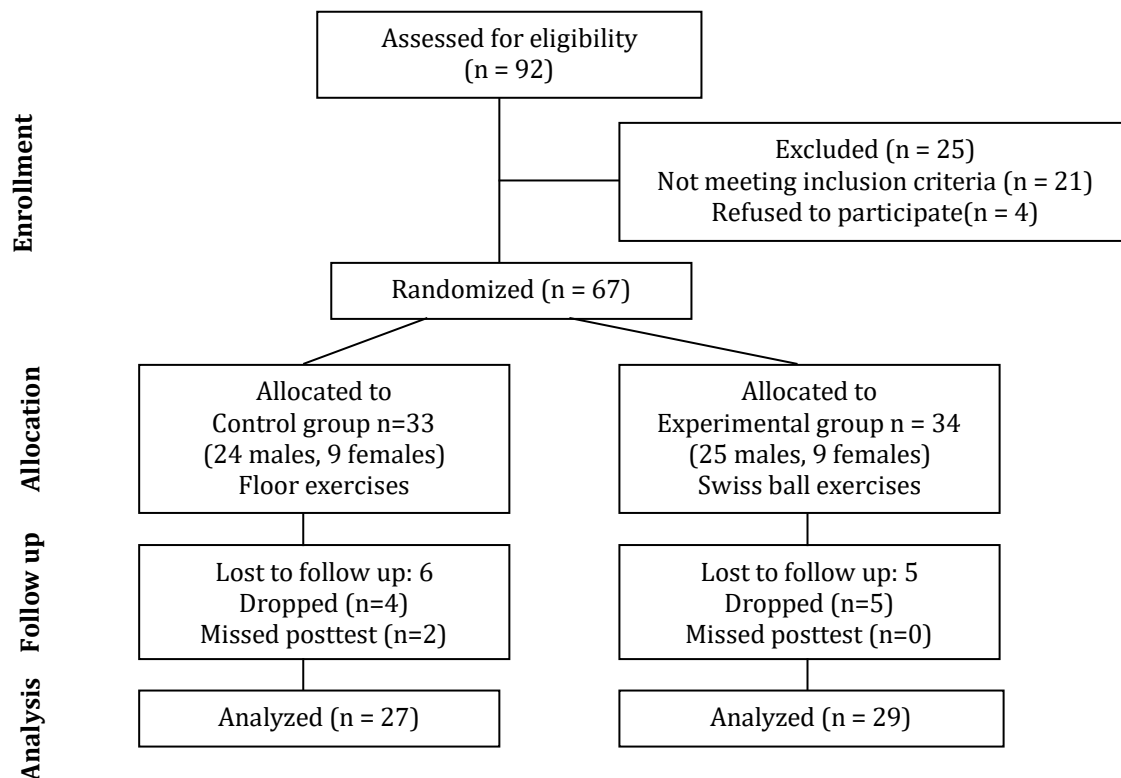 Enrollment
Assessed for eligibility
(n = 92)
Excluded (n = 25)
Not meeting inclusion criteria (n = 21)
Refused to participate(n = 4)
Randomized (n = 67)
Allocation
Allocated to
Control group n=33
(24 males, 9 females)
Floor exercises
Allocated to
Experimental group n = 34
(25 males, 9 females)
Swiss ball exercises
Follow up
Lost to follow up: 6
Dropped (n=4)
Missed posttest (n=2)
Lost to follow up: 5
Dropped (n=5)
Missed posttest (n=0)
Analysis
Analyzed (n = 27)
Analyzed (n = 29)